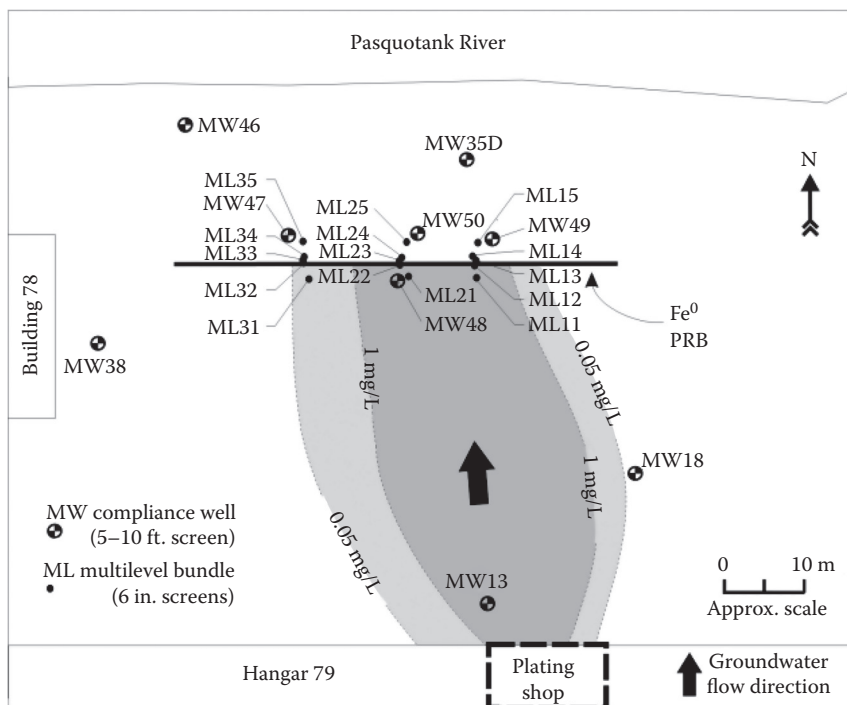 Pasquotank River
MW46
MW35D
N
ML35
MW47
ML34
ML33
ML32
ML31
ML25
ML24
ML23
ML22
MW50
ML21
MW48
ML15
MW49
ML14
ML13
ML12
ML11
Fe⁰
PRB
Building 78
MW38
1 mg/L
0.05 mg/L
MW18
1 mg/L
0.05 mg/L
MW compliance well
(5–10 ft. screen)
ML multilevel bundle
(6 in. screens)
MW13
0 10 m
Approx. scale
Hangar 79
Plating
shop
Groundwater
flow direction